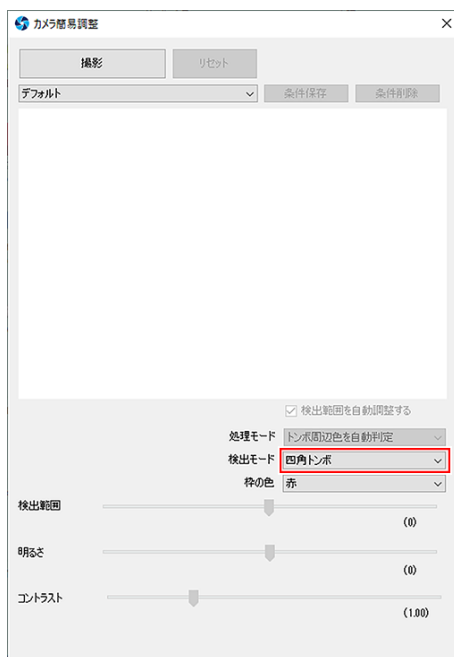 カメラ簡易調整
撮影 リセット
デフォルト 条件保存 条件削除
検出範囲を自動調整する
処理モード トンボ周辺色を自動判定
検出モード 四角トンボ
枠の色 赤
検出範囲
(0)
明るさ
(0)
コントラスト
(1.00)